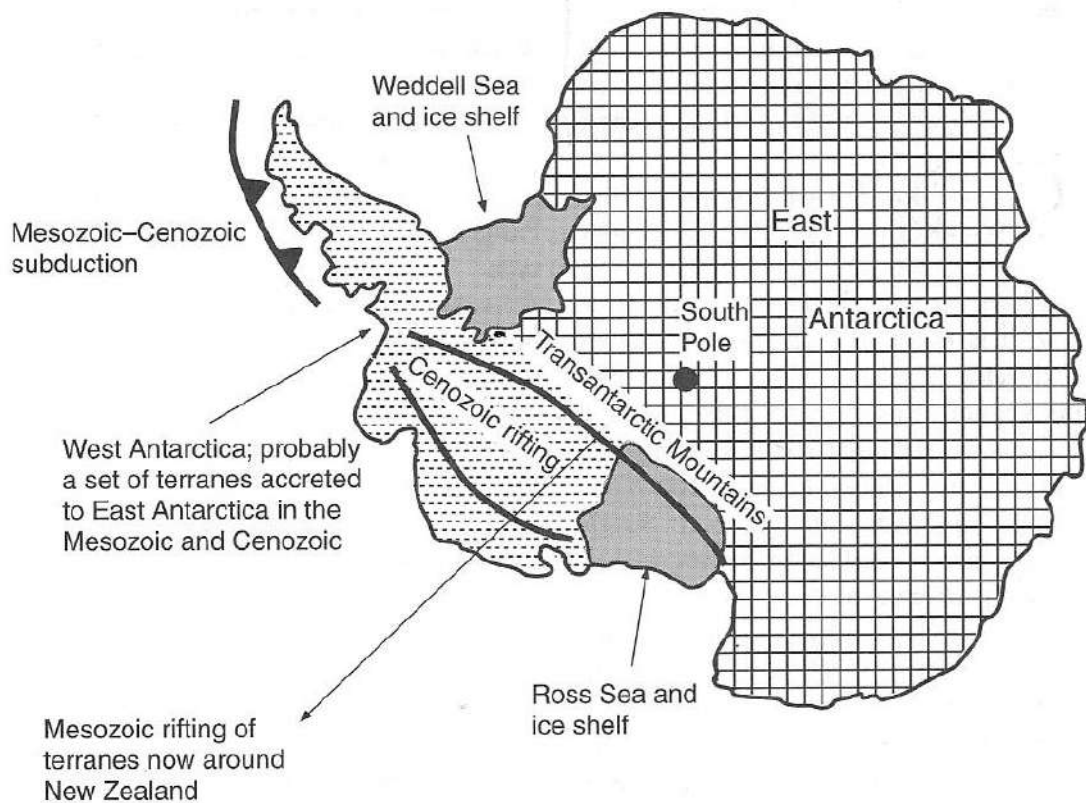 Weddell Sea
and ice shelf
East
Antarctica
Mesozoic–Cenozoic
subduction
South
Pole
Transantarctic Mountains
Cenozoic rifting
West Antarctica; probably
a set of terranes accreted
to East Antarctica in the
Mesozoic and Cenozoic
Ross Sea and
ice shelf
Mesozoic rifting of
terranes now around
New Zealand